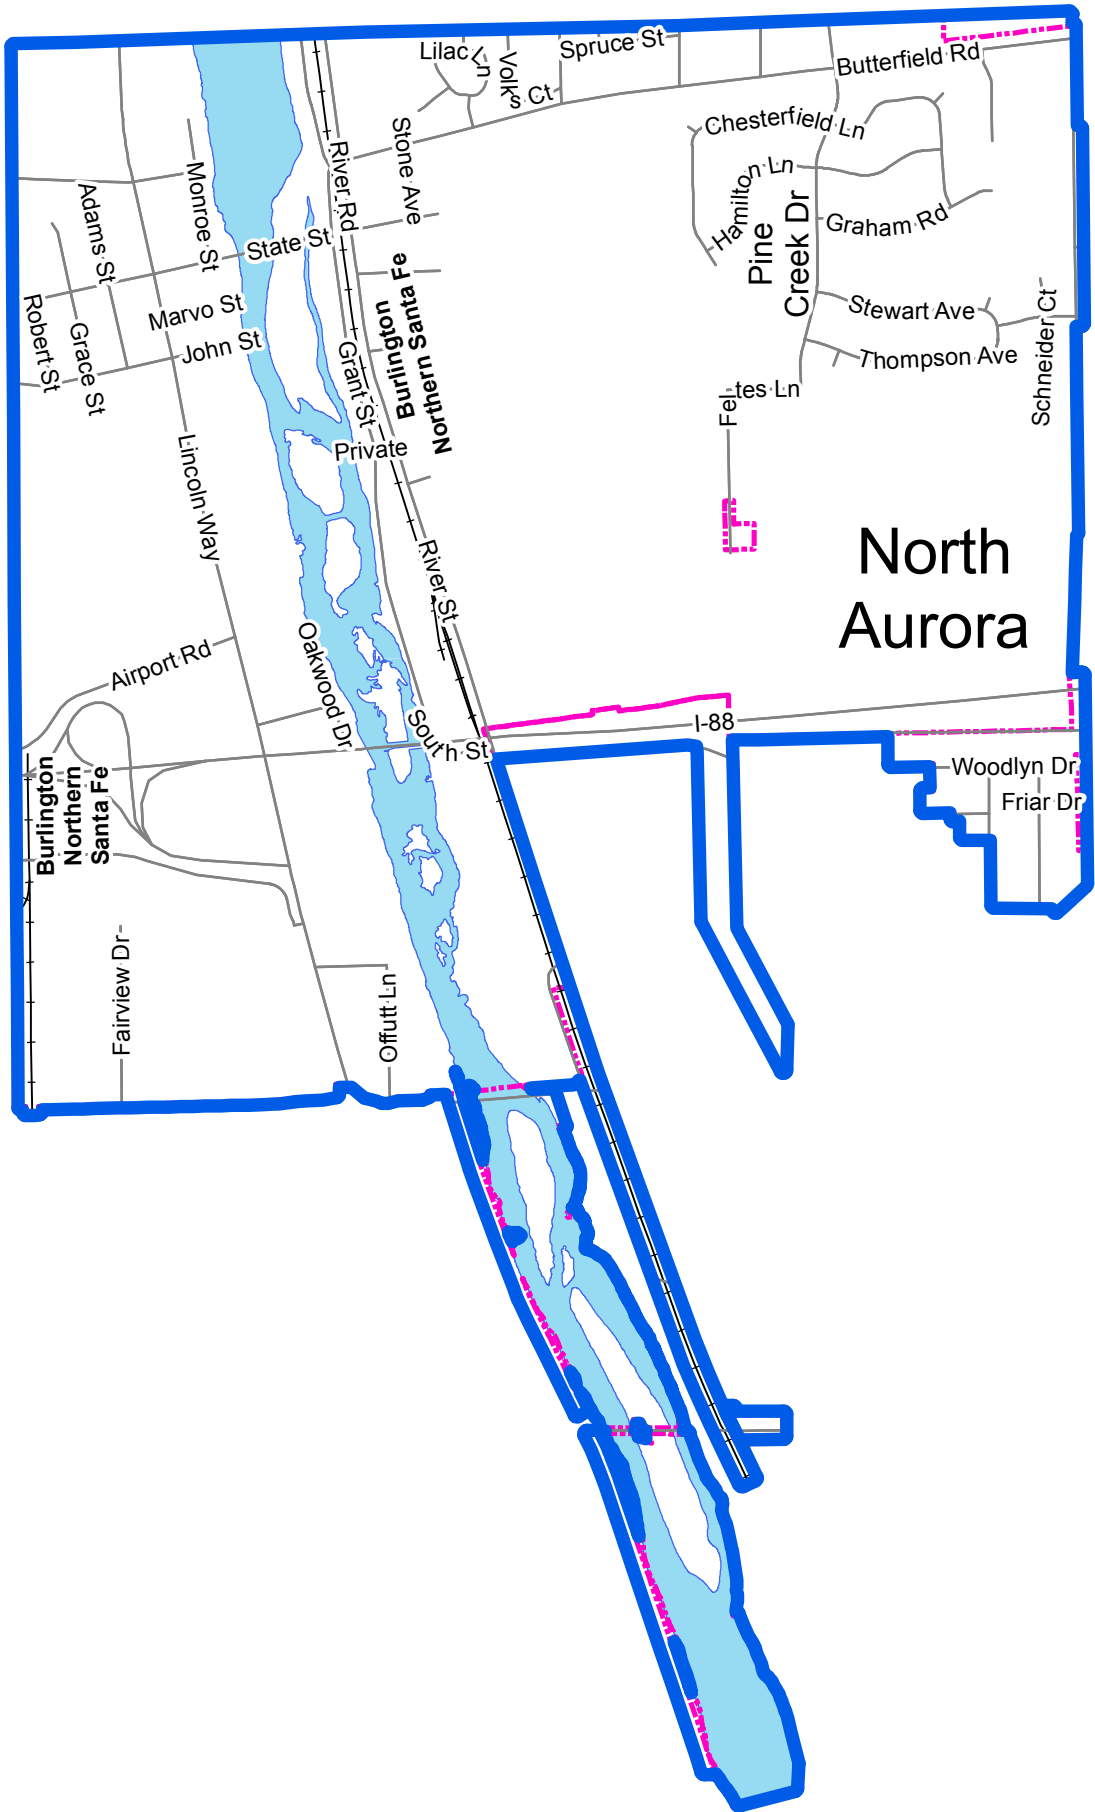 Lilac Ln
Volks Ct
Spruce St
Butterfield Rd
Stone Ave
River Rd
Chesterfield Ln
Monroe St
Adams St
Hamilton Ln
Pine
Creek Dr
Graham Rd
State St
Burlington
Northern Santa Fe
Marvo St
Robert St
Grace St
John St
Grant St
Stewart Ave
Thompson Ave
Schneider Ct
Feltes Ln
Private
Lincoln Way
North
Aurora
River St
Airport Rd
Oakwood Dr
South St
I-88
Woodlyn Dr
Friar Dr
Burlington
Northern
Santa Fe
Fairview Dr
Offutt Ln